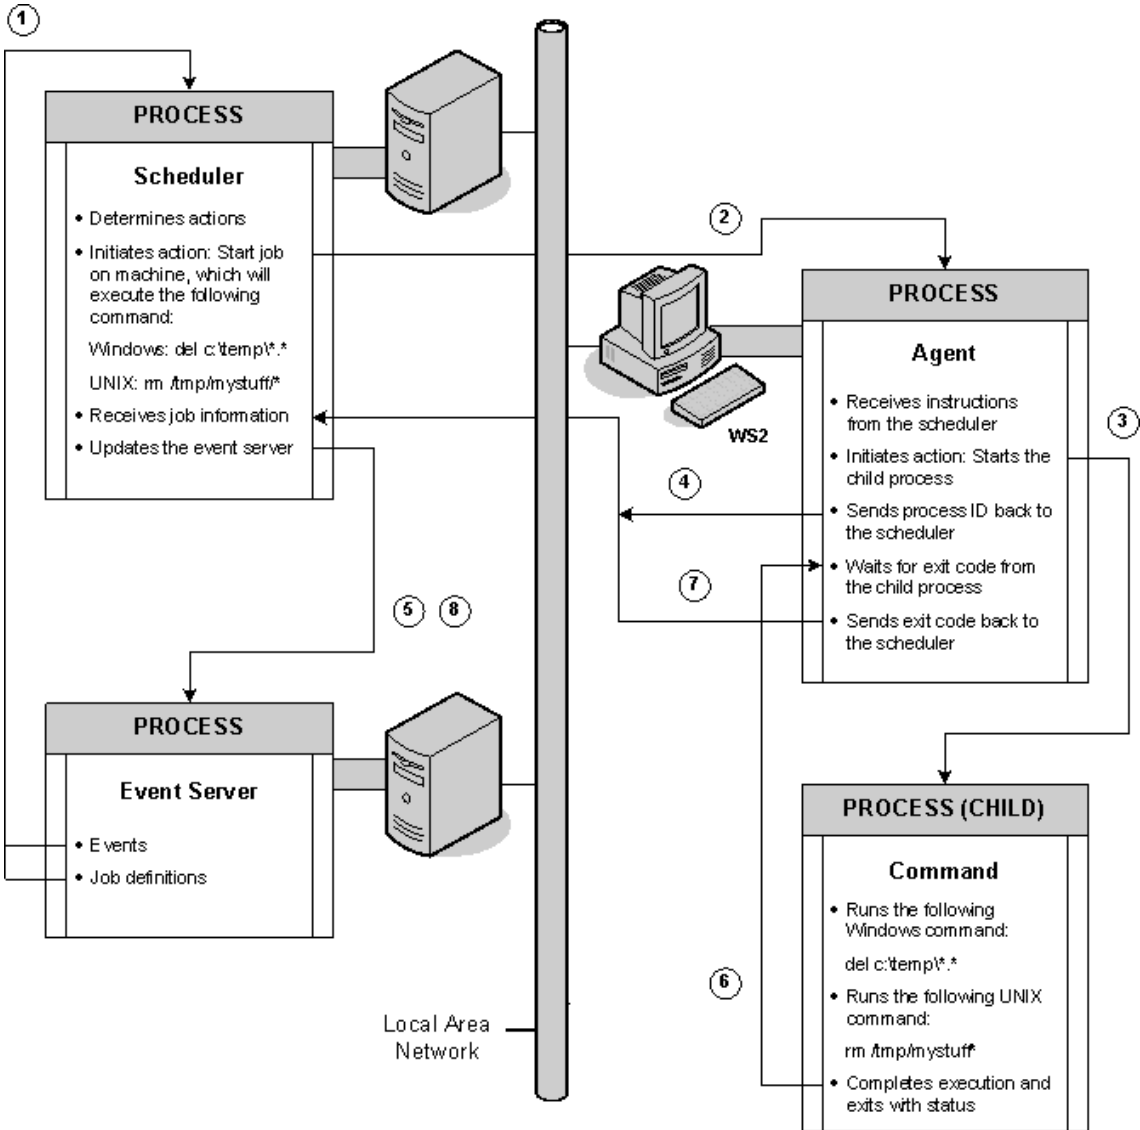 1
PROCESS
Scheduler
• Determines actions
• Initiates action: Start job
on machine, which will
execute the following
command:
Windows: del c:\temp\*.*
UNIX: rm /tmp/mystuff/*
• Receives job information
• Updates the event server
2
PROCESS
Agent
• Receives instructions
from the scheduler
• Initiates action: Starts the
child process
• Sends process ID back to
the scheduler
• Waits for exit code from
the child process
• Sends exit code back to
the scheduler
WS2
3
4
7
5 8
PROCESS
Event Server
• Events
• Job definitions
PROCESS (CHILD)
Command
• Runs the following
Windows command:
del c:\temp\*.*
• Runs the following UNIX
command:
rm /tmp/mystuff*
• Completes execution and
exits with status
6
Local Area
Network